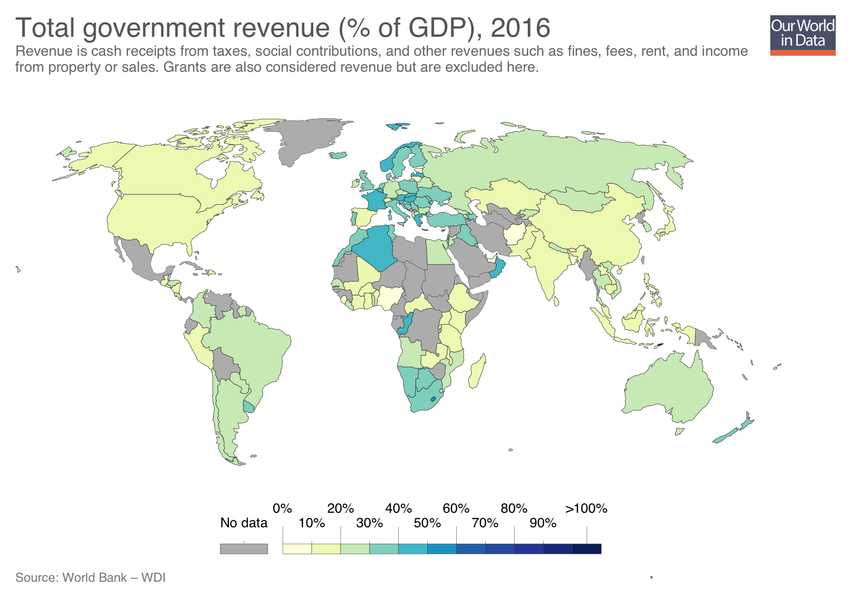 Total government revenue (% of GDP), 2016
Our World
in Data
Revenue is cash receipts from taxes, social contributions, and other revenues such as fines, fees, rent, and income
from property or sales. Grants are also considered revenue but are excluded here.
0% 20% 40% 60% 80% >100%
No data 10% 30% 50% 70% 90%
Source: World Bank – WDI